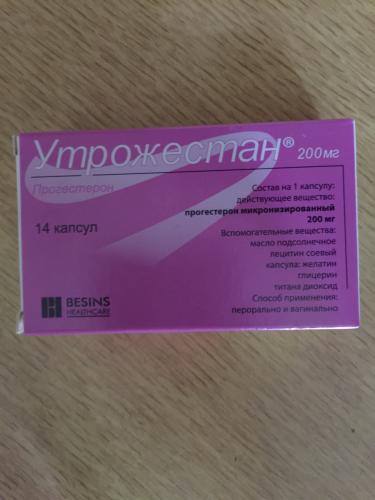 Утрожестан® 200мг
Прогестерон
14 капсул
Состав на 1 капсулу:
действующее вещество:
прогестерон микронизированный
200 мг
Вспомогательные вещества:
масло подсолнечное
лецитин соевый
капсула: желатин
глицерин
титана диоксид
Способ применения:
перорально и вагинально
BESINS
HEALTHCARE